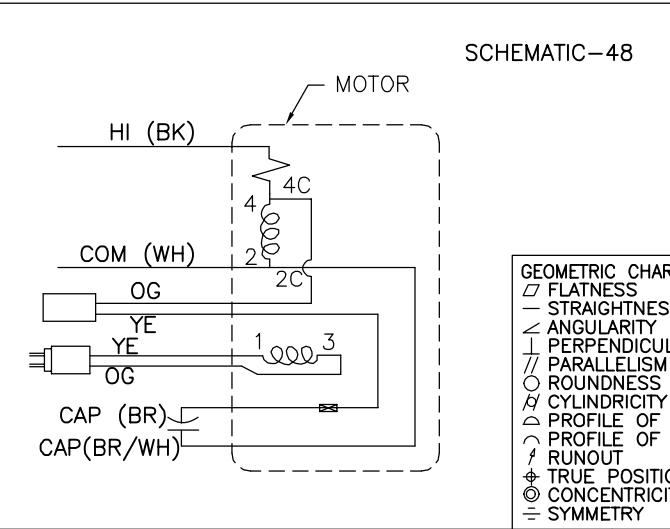 SCHEMATIC-48
MOTOR
HI (BK)
4C
4
COM (WH)
2
2C
OG
YE
YE
1
3
OG
CAP (BR)
CAP(BR/WH)
GEOMETRIC CHAR
FLATNESS
STRAIGHTNES
ANGULARITY
PERPENDICUL
PARALLELISM
ROUNDNESS
CYLINDRICITY
PROFILE OF
PROFILE OF
RUNOUT
TRUE POSITIO
CONCENTRICIT
SYMMETRY